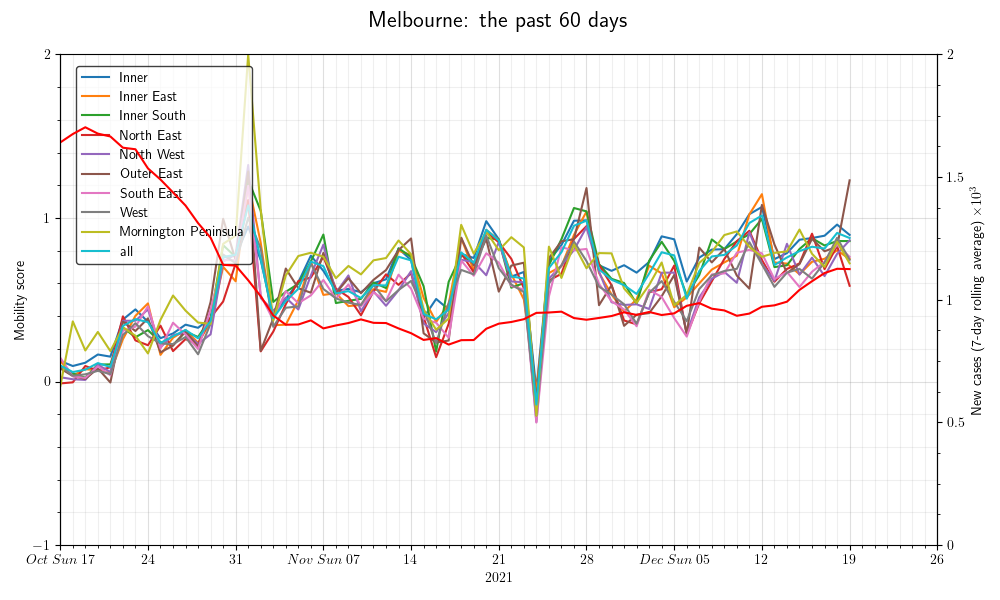 Melbourne: the past 60 days
2
1
0
−1
Mobility score
Inner
Inner East
Inner South
North East
North West
Outer East
South East
West
Mornington Peninsula
all
2
1.5
1
0.5
0
New cases (7-day rolling average) ×10³
Oct Sun 17 24 31 Nov Sun 07 14 21 28 Dec Sun 05 12 19 26
2021